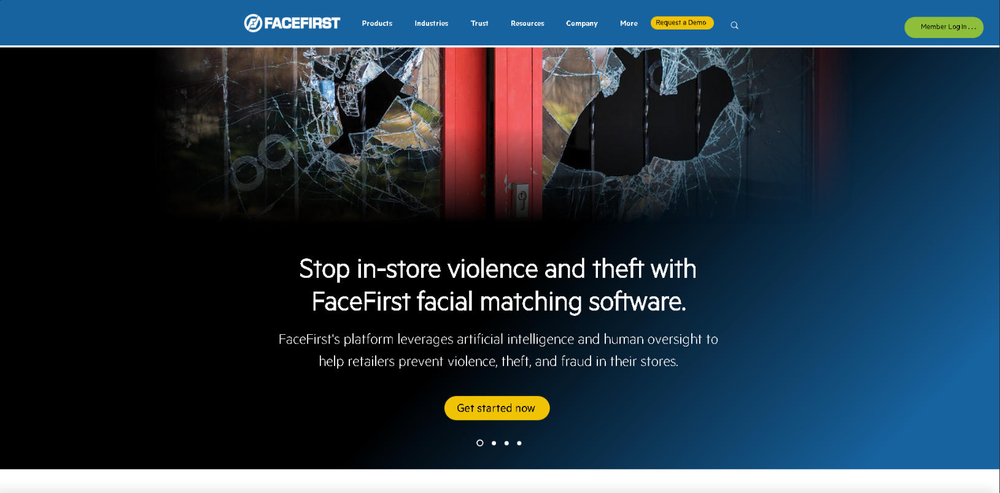 FACEFIRST
Products
Industries
Trust
Resources
Company
More
Request a Demo
Member Log In . . .
Stop in-store violence and theft with
FaceFirst facial matching software.
FaceFirst's platform leverages artificial intelligence and human oversight to
help retailers prevent violence, theft, and fraud in their stores.
Get started now